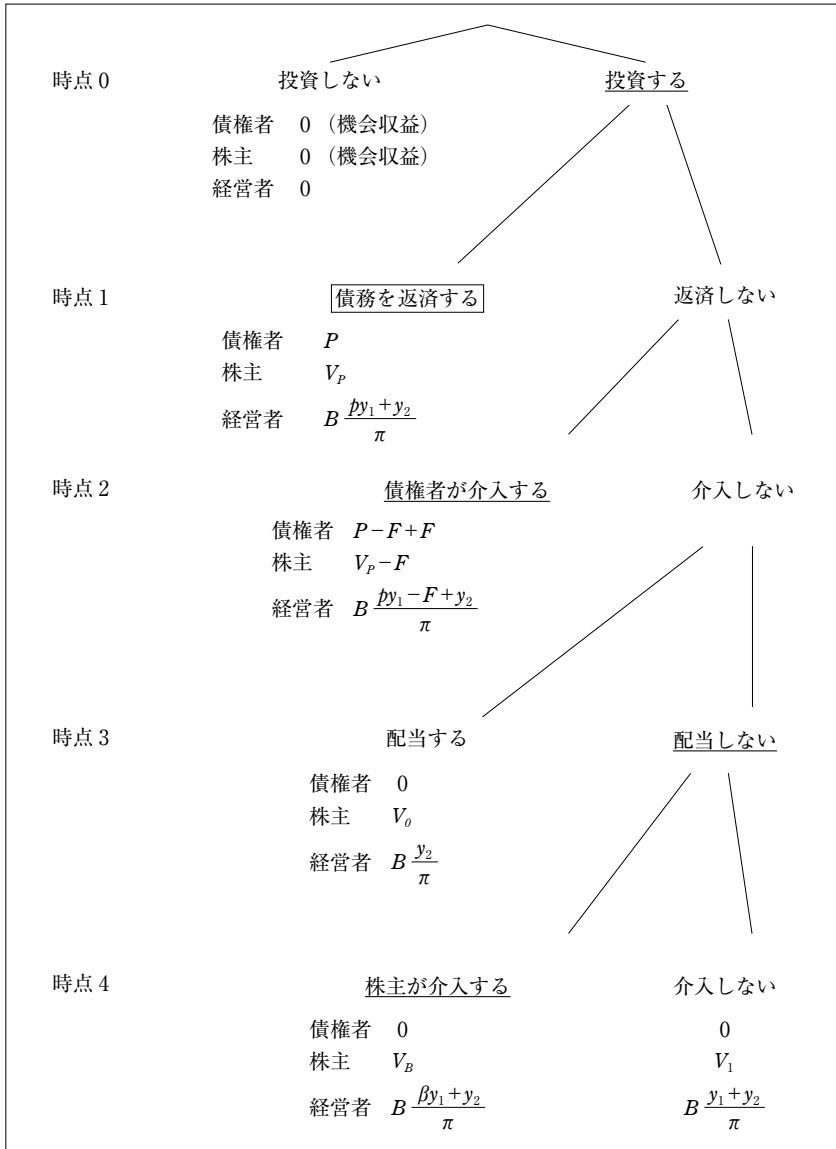 時点 0 投資しない 投資する
債権者 0 (機会収益)
株主 0 (機会収益)
経営者 0
時点 1 債務を返済する 返済しない
債権者 P
株主 V_P
経営者 B \frac{py_1+y_2}{π}
時点 2 債権者が介入する 介入しない
債権者 P−F+F
株主 V_P−F
経営者 B \frac{py_1−F+y_2}{π}
時点 3 配当する 配当しない
債権者 0
株主 V_0
経営者 B \frac{y_2}{π}
時点 4 株主が介入する 介入しない
債権者 0 0
株主 V_B V_1
経営者 B \frac{βy_1+y_2}{π} B \frac{y_1+y_2}{π}